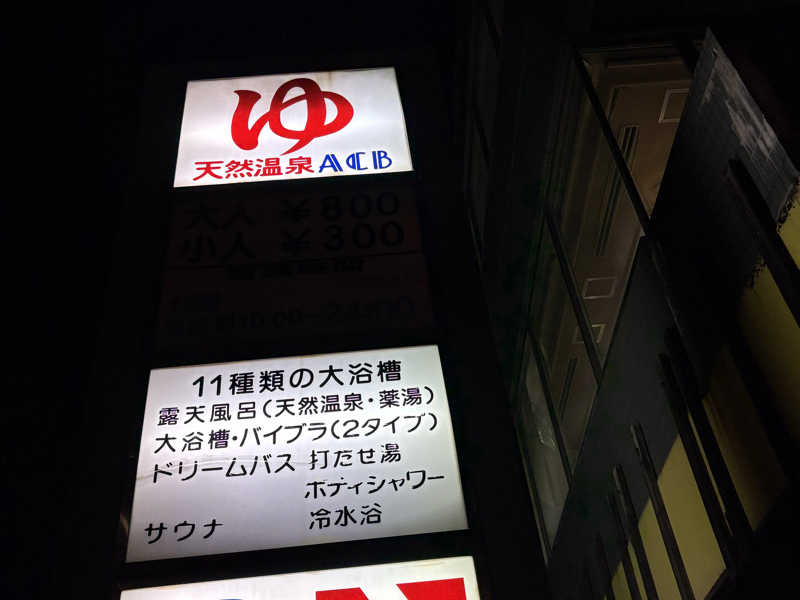 ゆ
天然温泉ACB
大人 ¥800
小人 ¥300
11種類の大浴槽
露天風呂(天然温泉・薬湯)
大浴槽・バイブラ(2タイプ)
ドリームバス 打たせ湯
ボディシャワー
サウナ 冷水浴